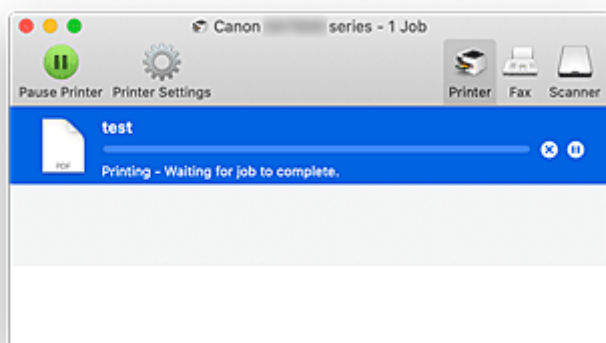 Canon series - 1 Job
Pause Printer Printer Settings Printer Fax Scanner
test
PDF
Printing - Waiting for job to complete.